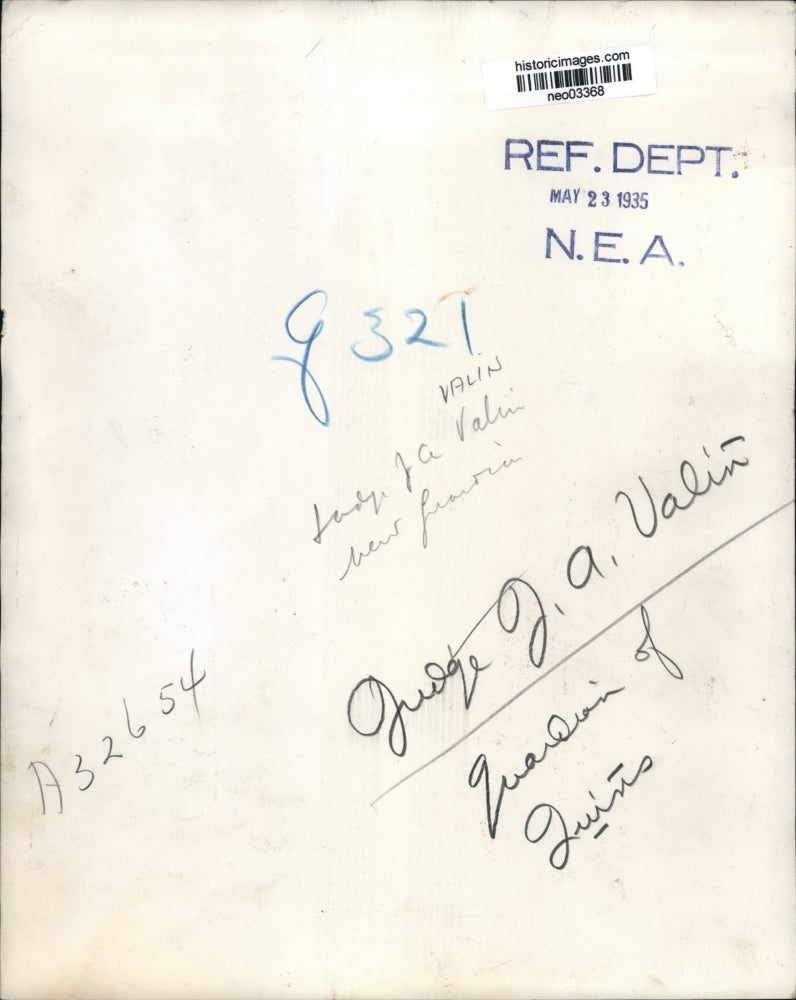 historicimages.com
neo03368
REF. DEPT.
MAY 23 1935
N. E. A.
g 321
VALIN
Judge J A Valin
new guardian
Judge J. A. Valin
guardian of
Quins
A32654